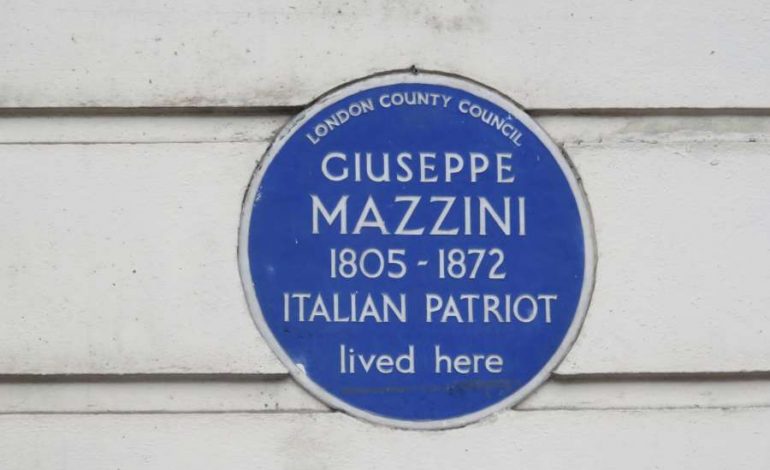 LONDON COUNTY COUNCIL
GIUSEPPE
MAZZINI
1805-1872
ITALIAN PATRIOT
lived here